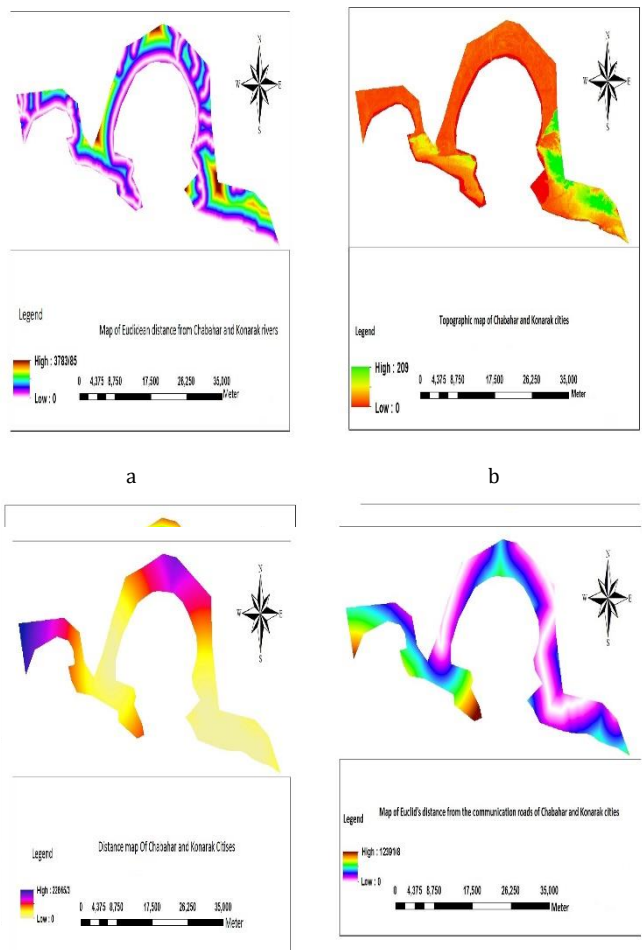 N
W E
S
Legend
Map of Euclidean distance from Chabahar and Konarak rivers
High : 3783/85
Low : 0
0 4,375 8,750 17,500 26,250 35,000
Meter
N
W E
S
Topographic map of Chabahar and Konarak cities
Legend
High : 209
Low : 0
0 4,375 8,750 17,500 26,250 35,000
Meter
a b
N
W E
S
Distance map Of Chabahar and Konarak Citises
Legend
Low : 0
0 4,375 8,750 17,500 26,250 35,000
Meter
N
W E
S
Map of Euclid's distance from the communication roads of Chabahar and Konarak cities
Legend
High : 12391/8
Low : 0
0 4,375 8,750 17,500 26,250 35,000
Meter